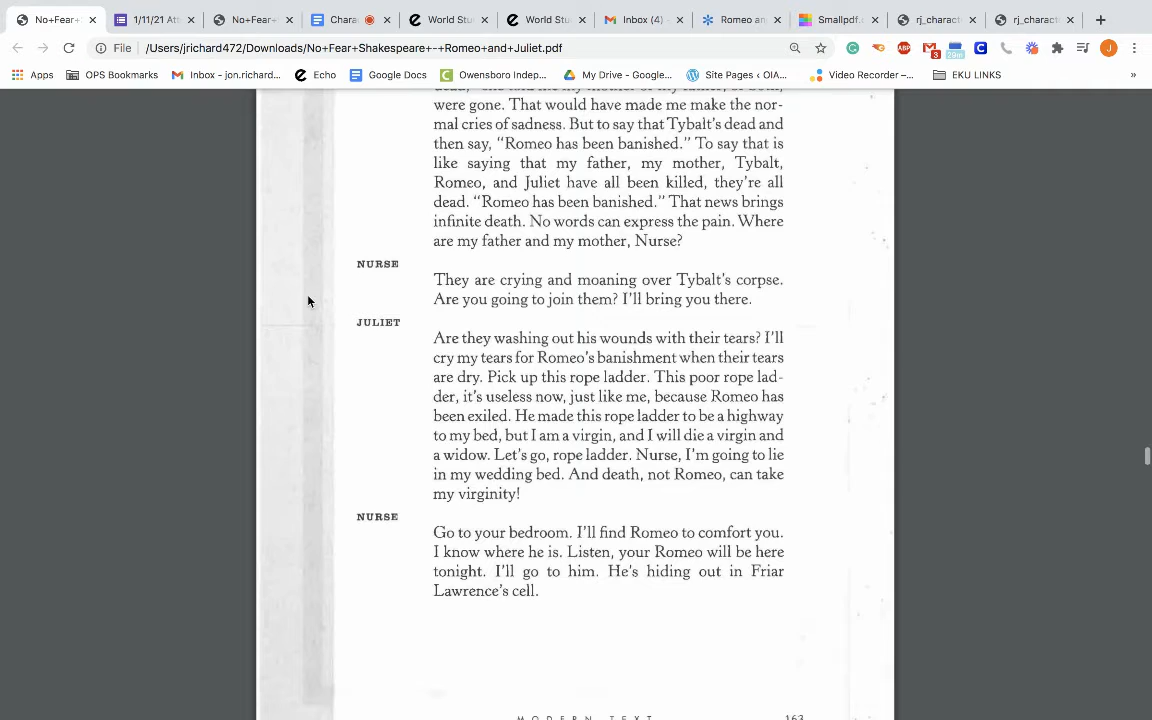 No+Fear+
1/11/21 Att
No+Fear+
Chara
World Stu
World Stu
Inbox (4)
Romeo an
Smallpdf.c
rj_charact
rj_charact
File
/Users/jrichard472/Downloads/No+Fear+Shakespeare+-+Romeo+and+Juliet.pdf
Apps
OPS Bookmarks
Inbox - jon.richard...
Echo
Google Docs
Owensboro Indep...
My Drive - Google...
Site Pages ‹ OIA...
Video Recorder –...
EKU LINKS
»
were gone. That would have made me make the nor-
mal cries of sadness. But to say that Tybalt's dead and
then say, "Romeo has been banished." To say that is
like saying that my father, my mother, Tybalt,
Romeo, and Juliet have all been killed, they're all
dead. "Romeo has been banished." That news brings
infinite death. No words can express the pain. Where
are my father and my mother, Nurse?
NURSE
They are crying and moaning over Tybalt's corpse.
Are you going to join them? I'll bring you there.
JULIET
Are they washing out his wounds with their tears? I'll
cry my tears for Romeo's banishment when their tears
are dry. Pick up this rope ladder. This poor rope lad-
der, it's useless now, just like me, because Romeo has
been exiled. He made this rope ladder to be a highway
to my bed, but I am a virgin, and I will die a virgin and
a widow. Let's go, rope ladder. Nurse, I'm going to lie
in my wedding bed. And death, not Romeo, can take
my virginity!
NURSE
Go to your bedroom. I'll find Romeo to comfort you.
I know where he is. Listen, your Romeo will be here
tonight. I'll go to him. He's hiding out in Friar
Lawrence's cell.
MODERN TEXT
163